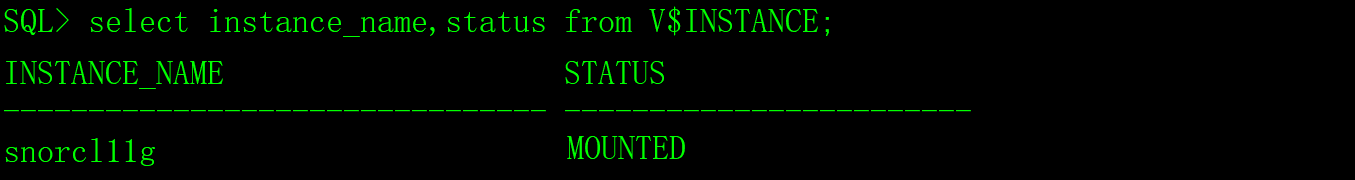 SQL> select instance_name,status from V$INSTANCE;
INSTANCE_NAME STATUS
-------------------------------- ------------------------
snorcl11g MOUNTED